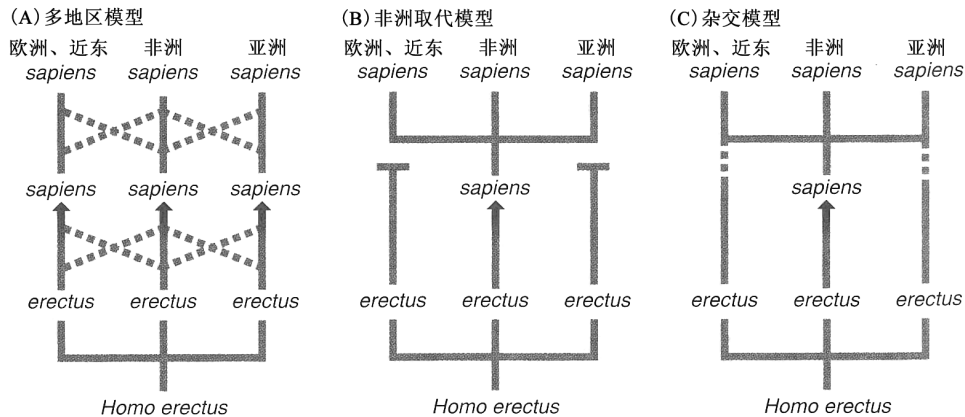 (A) 多地区模型
欧洲、近东 非洲 亚洲
sapiens sapiens sapiens
sapiens sapiens sapiens
erectus erectus erectus
Homo erectus
(B) 非洲取代模型
欧洲、近东 非洲 亚洲
sapiens sapiens sapiens
sapiens
erectus erectus erectus
Homo erectus
(C) 杂交模型
欧洲、近东 非洲 亚洲
sapiens sapiens sapiens
sapiens
erectus erectus erectus
Homo erectus